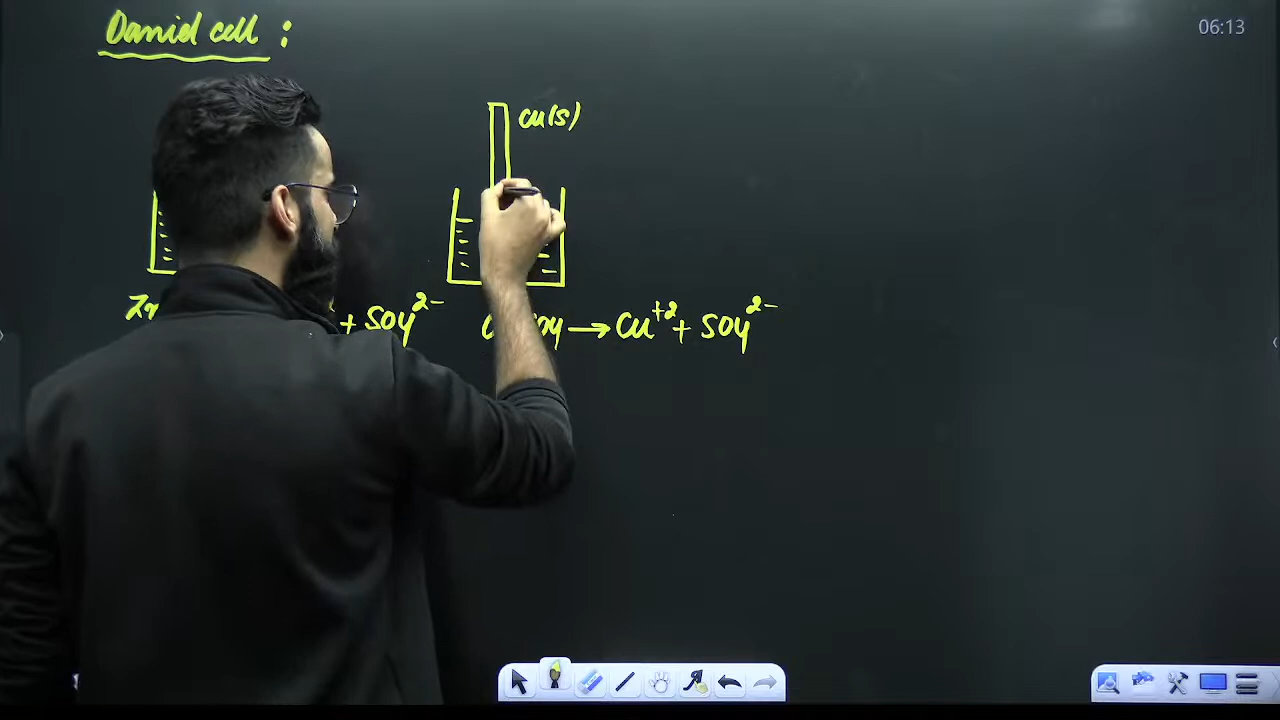 Daniel cell :
06:13
Cu(s)
+ SO4 2- → Cu+2 + SO4 2-